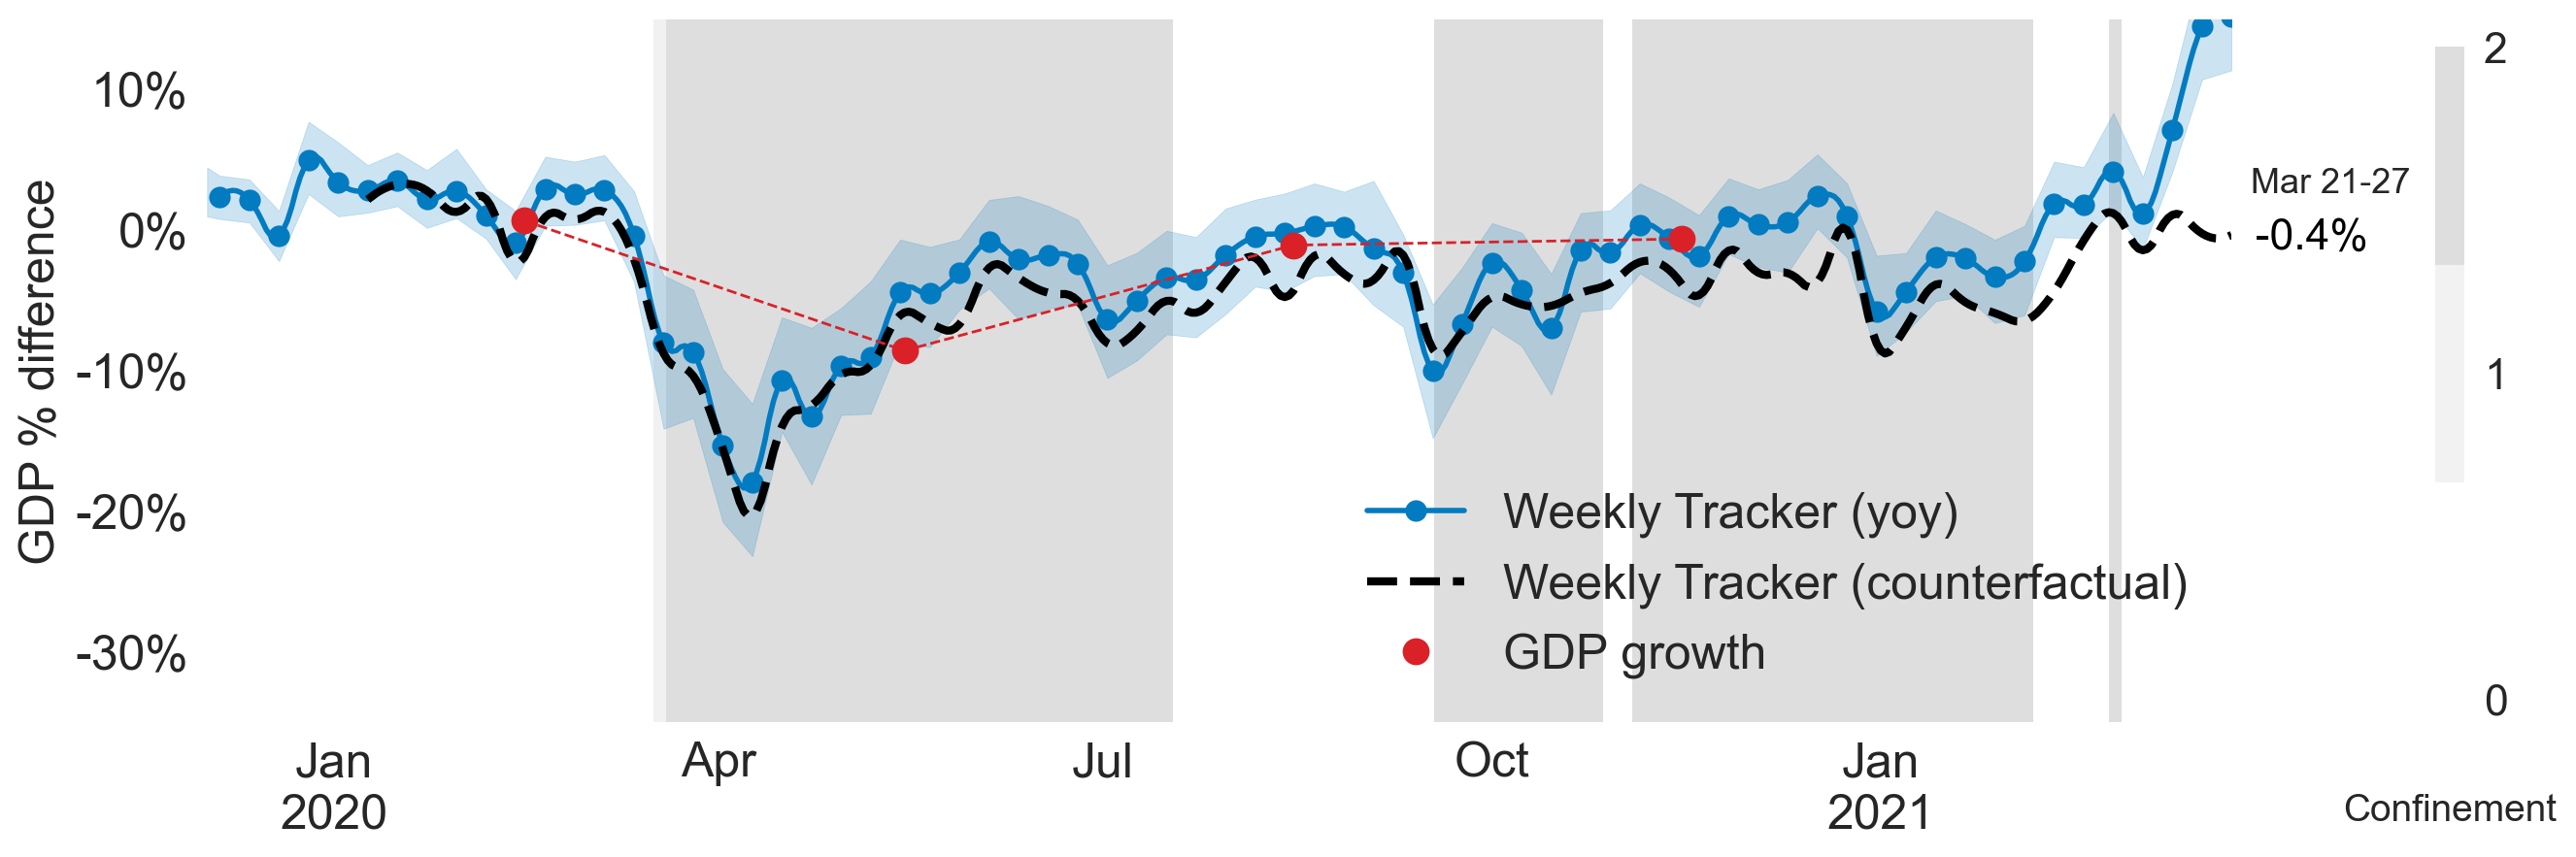 GDP % difference
10%
0%
-10%
-20%
-30%
Jan
2020
Apr
Jul
Oct
Jan
2021
Mar 21-27
-0.4%
Weekly Tracker (yoy)
Weekly Tracker (counterfactual)
GDP growth
2
1
0
Confinement